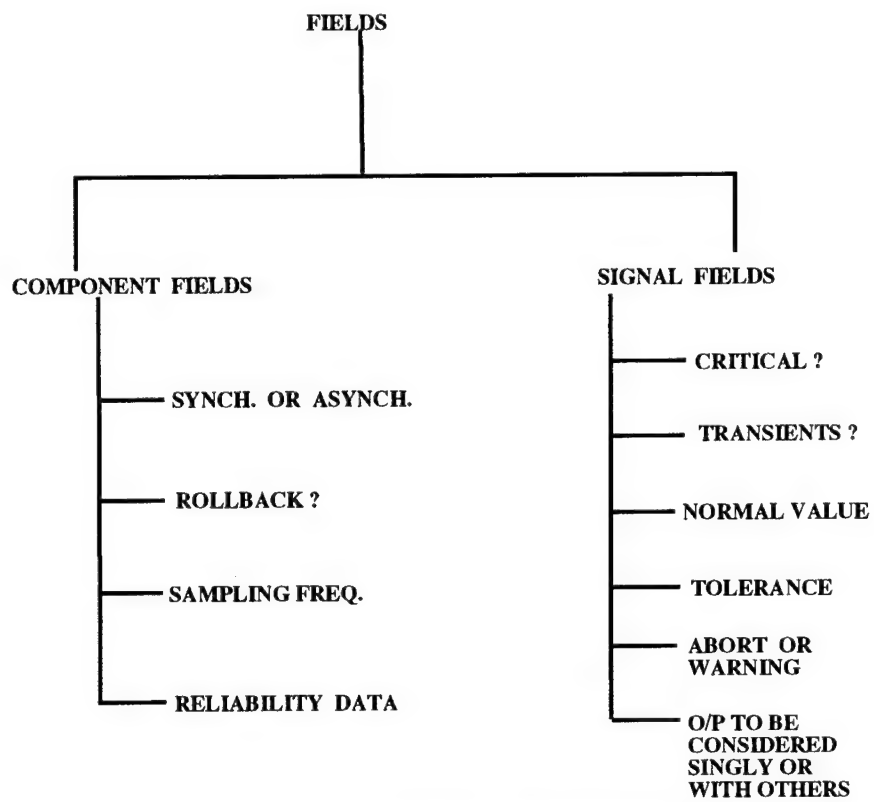 FIELDS
COMPONENT FIELDS
SYNCH. OR ASYNCH.
ROLLBACK ?
SAMPLING FREQ.
RELIABILITY DATA
SIGNAL FIELDS
CRITICAL ?
TRANSIENTS ?
NORMAL VALUE
TOLERANCE
ABORT OR
WARNING
O/P TO BE
CONSIDERED
SINGLY OR
WITH OTHERS